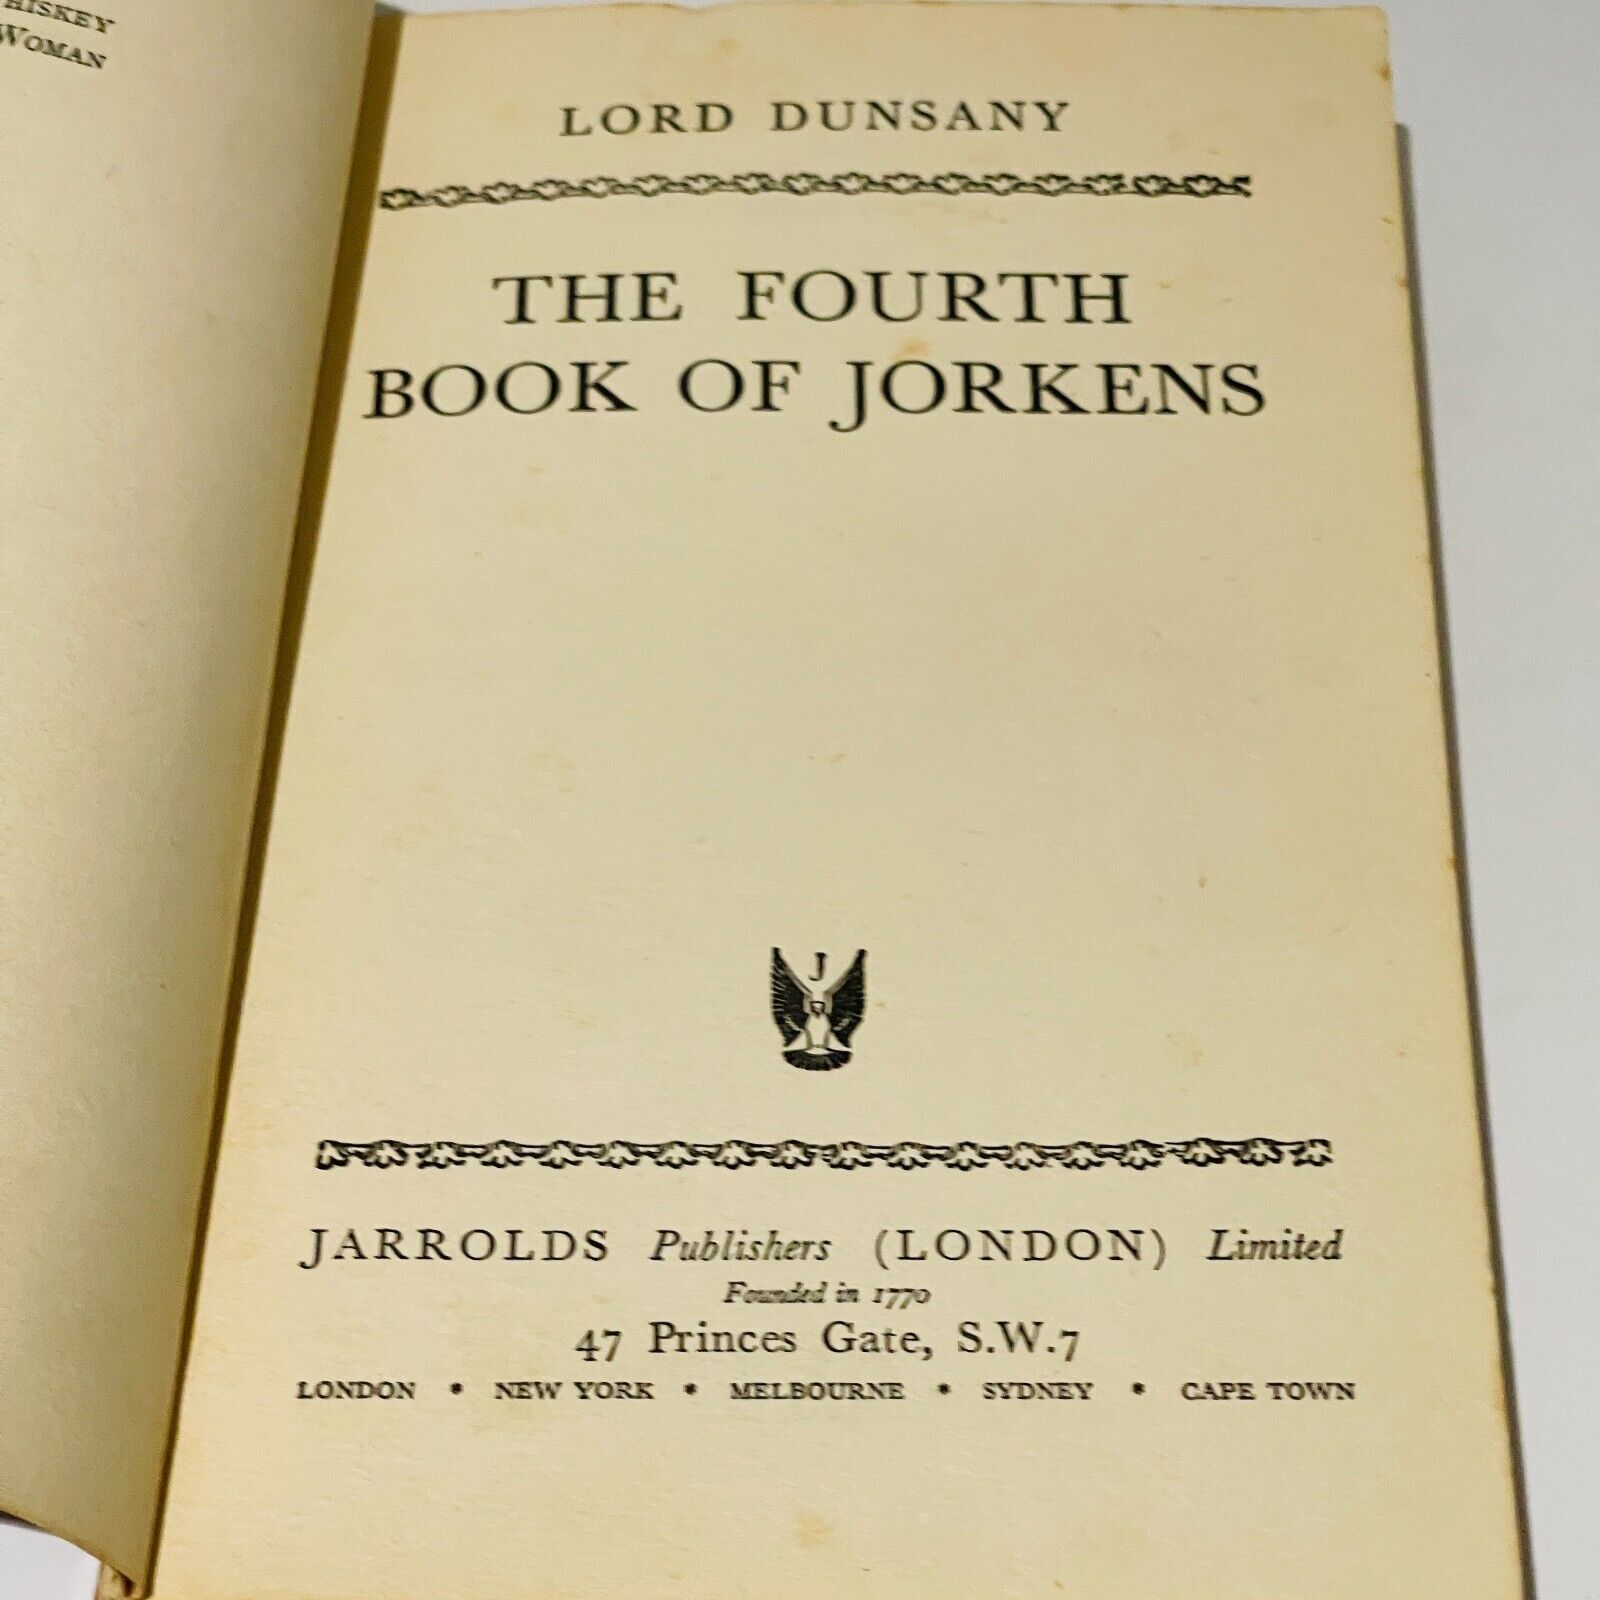 HISKEY
WOMAN
LORD DUNSANY
THE FOURTH
BOOK OF JORKENS
J
JARROLDS Publishers (LONDON) Limited
Founded in 1770
47 Princes Gate, S.W.7
LONDON * NEW YORK * MELBOURNE * SYDNEY * CAPE TOWN